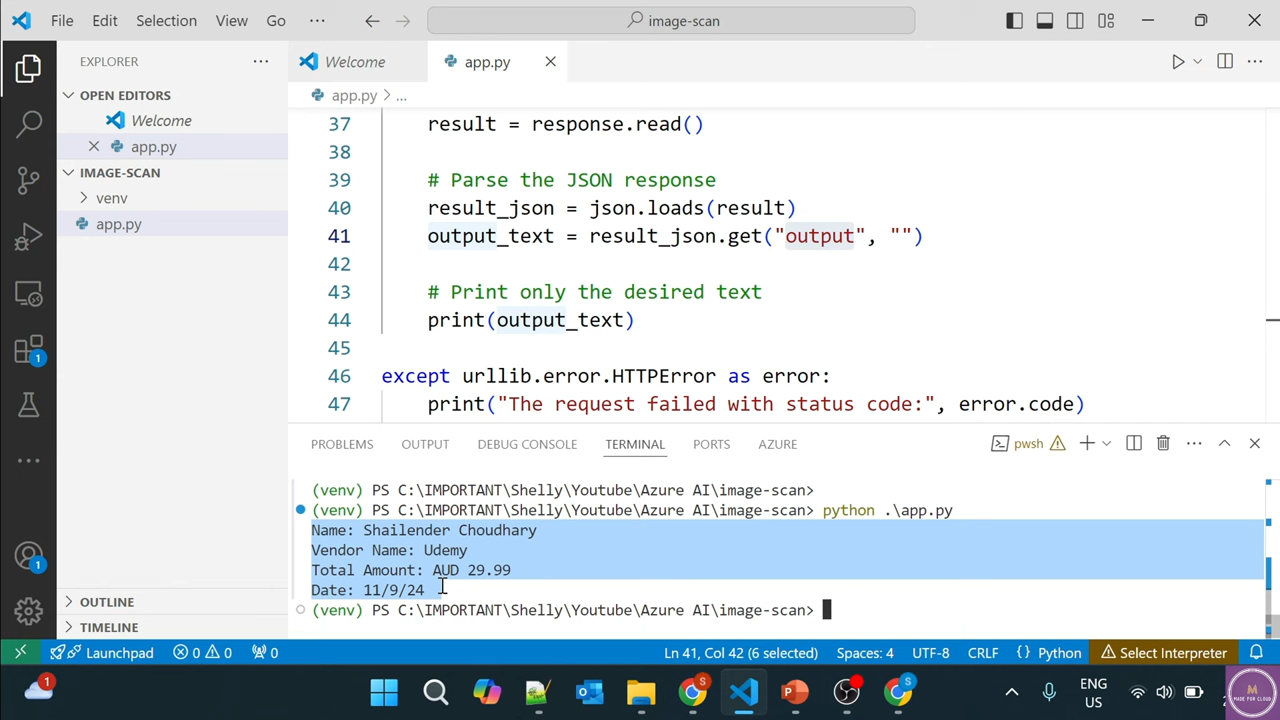 File Edit Selection View Go ··· image-scan
EXPLORER
OPEN EDITORS
Welcome
app.py
IMAGE-SCAN
venv
app.py
OUTLINE
TIMELINE
Welcome app.py
app.py > ...
37 result = response.read()
38
39 # Parse the JSON response
40 result_json = json.loads(result)
41 output_text = result_json.get("output", "")
42
43 # Print only the desired text
44 print(output_text)
45
46 except urllib.error.HTTPError as error:
47 print("The request failed with status code:", error.code)
PROBLEMS OUTPUT DEBUG CONSOLE TERMINAL PORTS AZURE pwsh
(venv) PS C:\IMPORTANT\Shelly\Youtube\Azure AI\image-scan>
(venv) PS C:\IMPORTANT\Shelly\Youtube\Azure AI\image-scan> python .\app.py
Name: Shailender Choudhary
Vendor Name: Udemy
Total Amount: AUD 29.99
Date: 11/9/24
(venv) PS C:\IMPORTANT\Shelly\Youtube\Azure AI\image-scan>
1
1
Launchpad 0 0 0 Ln 41, Col 42 (6 selected) Spaces: 4 UTF-8 CRLF {} Python Select Interpreter
1 S S ENG
US
M
MADE FOR CLOUD